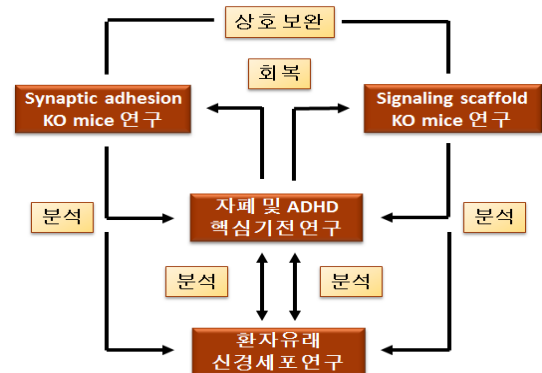 상호보완
회복
Synaptic adhesion
KO mice 연구
Signaling scaffold
KO mice 연구
분석
자폐 및 ADHD
핵심기전연구
분석
분석
분석
환자유래
신경세포연구